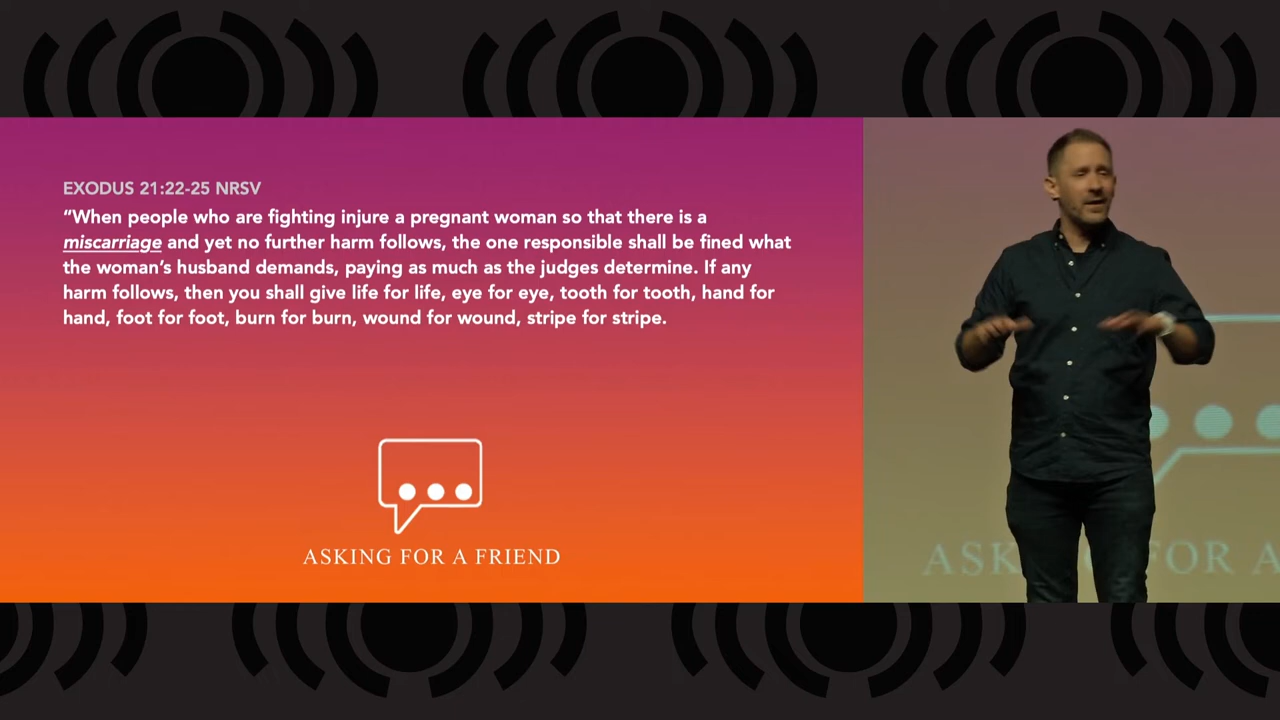 EXODUS 21:22-25 NRSV
“When people who are fighting injure a pregnant woman so that there is a
miscarriage and yet no further harm follows, the one responsible shall be fined what
the woman’s husband demands, paying as much as the judges determine. If any
harm follows, then you shall give life for life, eye for eye, tooth for tooth, hand for
hand, foot for foot, burn for burn, wound for wound, stripe for stripe.
ASKING FOR A FRIEND
ASK FOR A